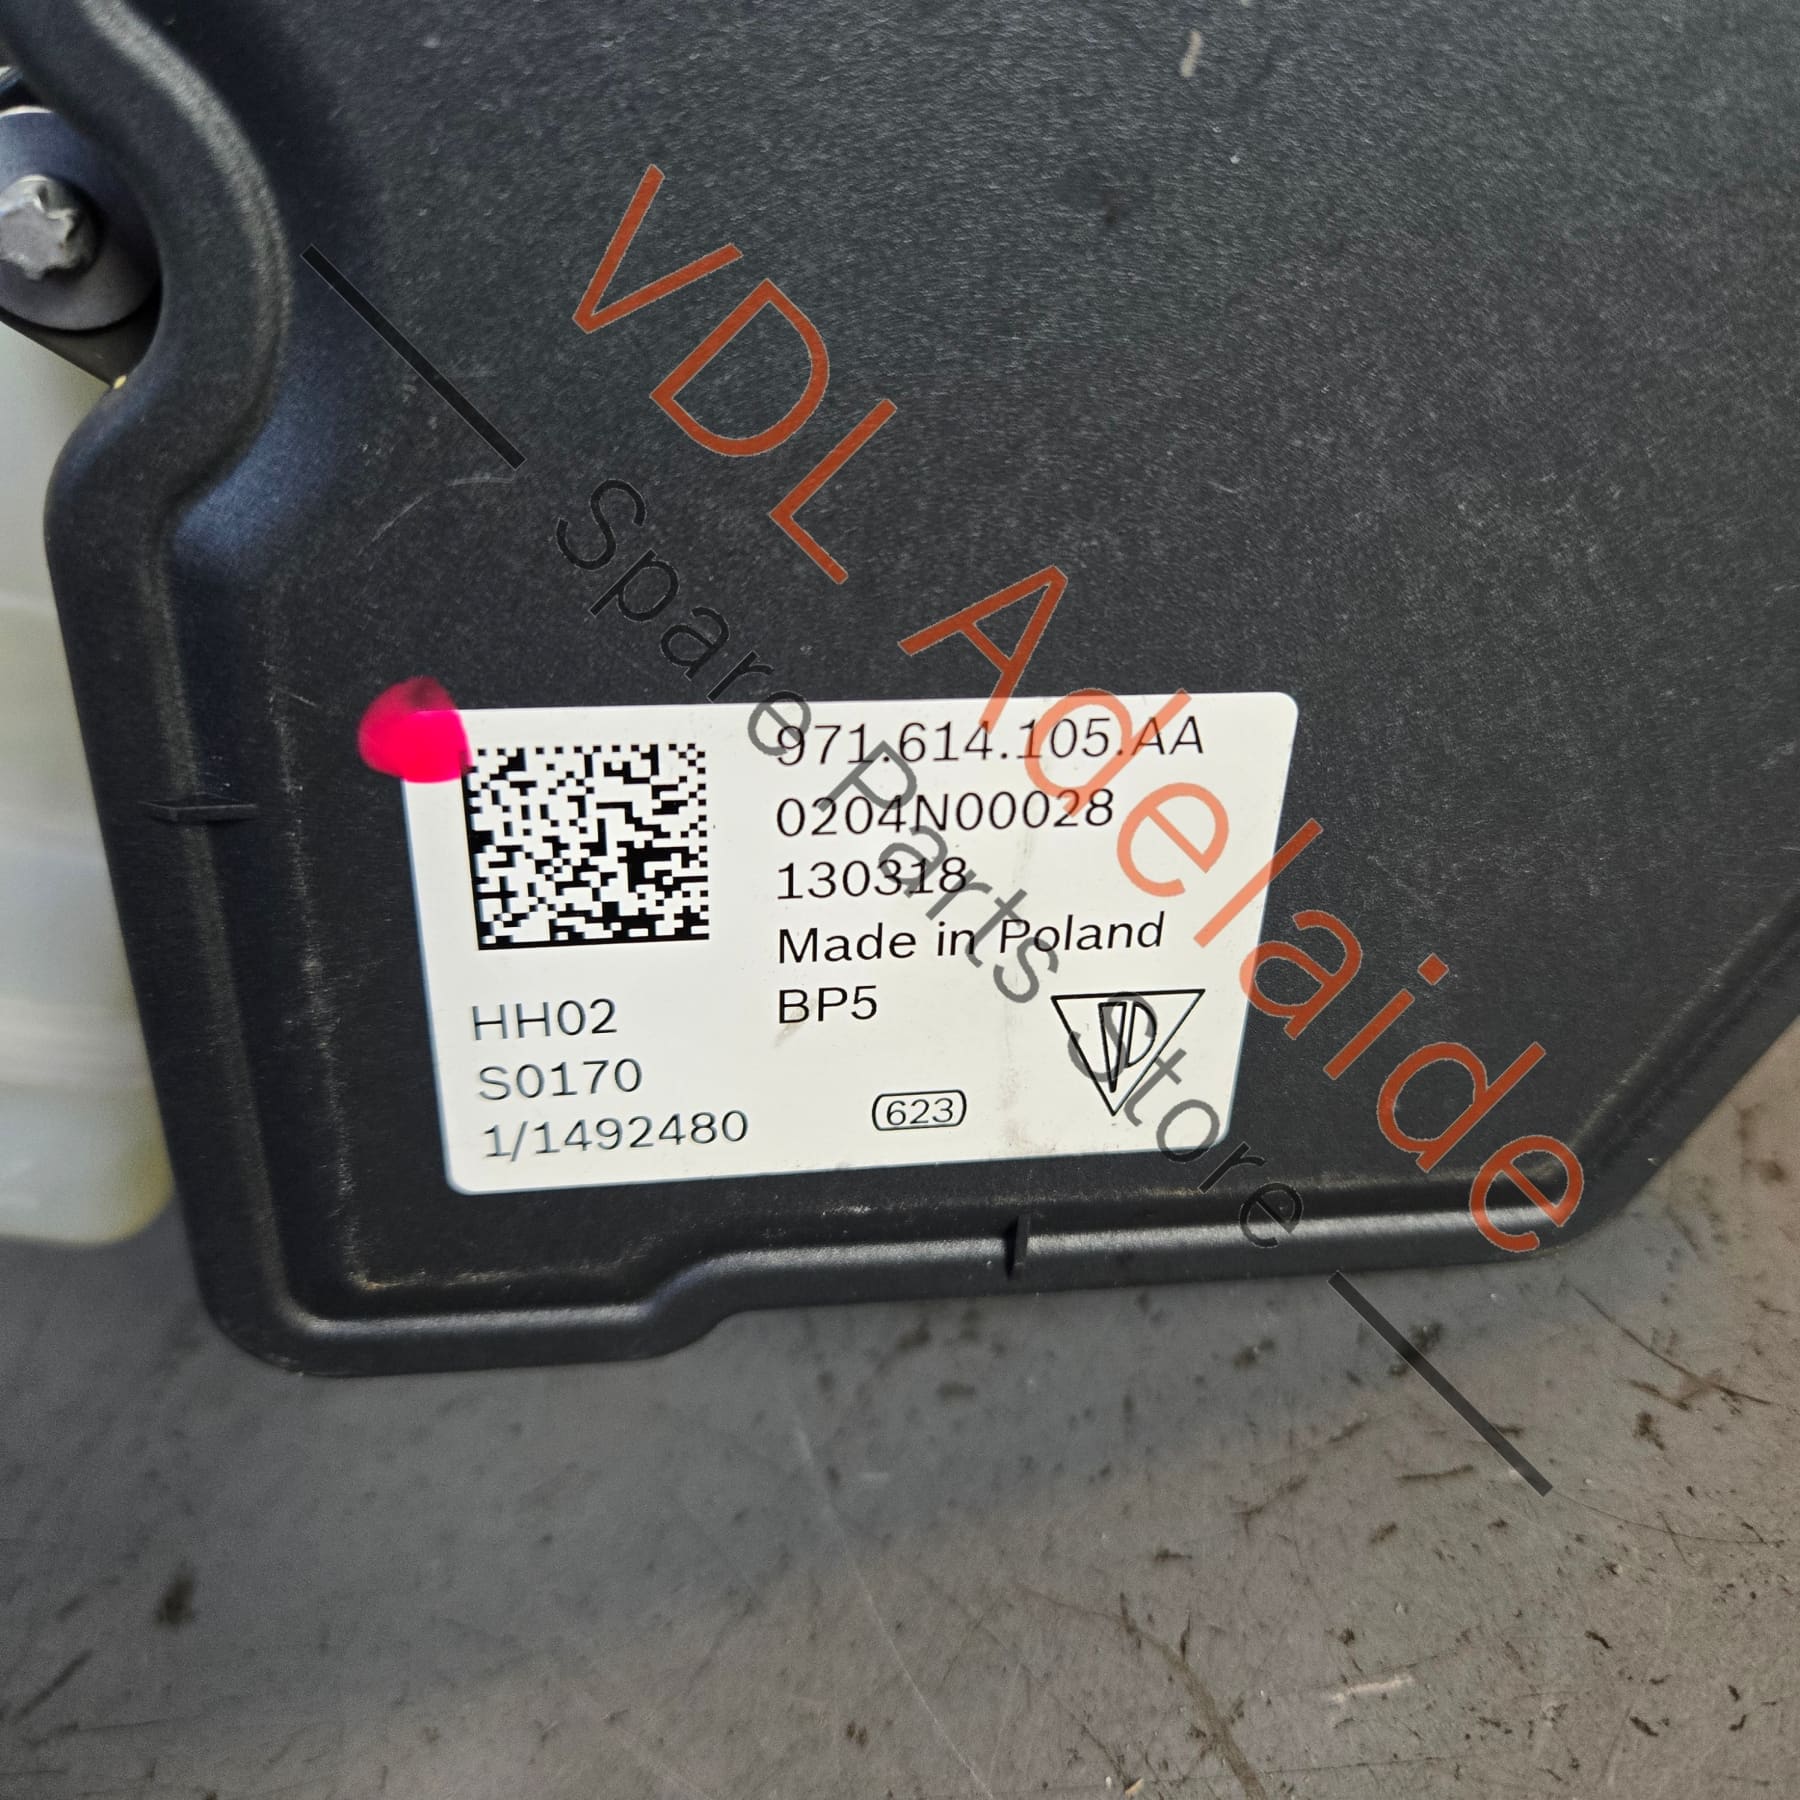 971.614.105.AA
0204N00028
130318
Made in Poland
BP5
HH02
S0170
1/1492480
623
VDL Adelaide
Spare Parts Store